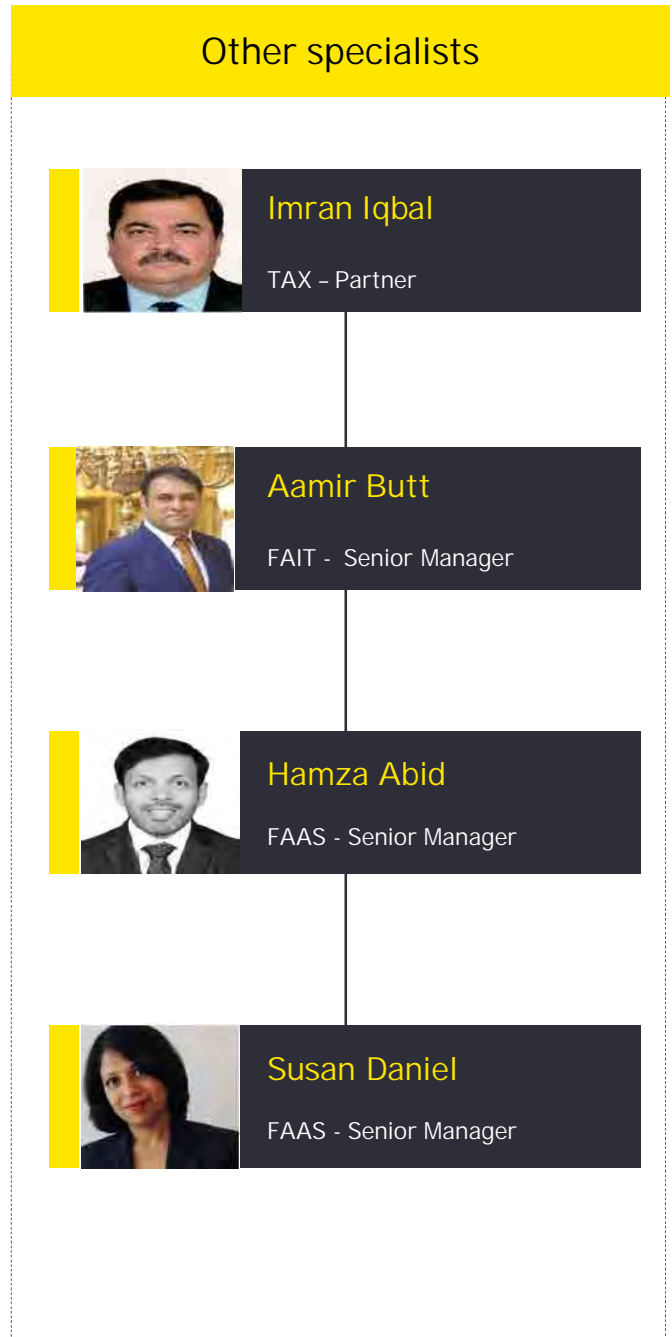 Other specialists
Imran Iqbal
TAX – Partner
Aamir Butt
FAIT - Senior Manager
Hamza Abid
FAAS - Senior Manager
Susan Daniel
FAAS - Senior Manager